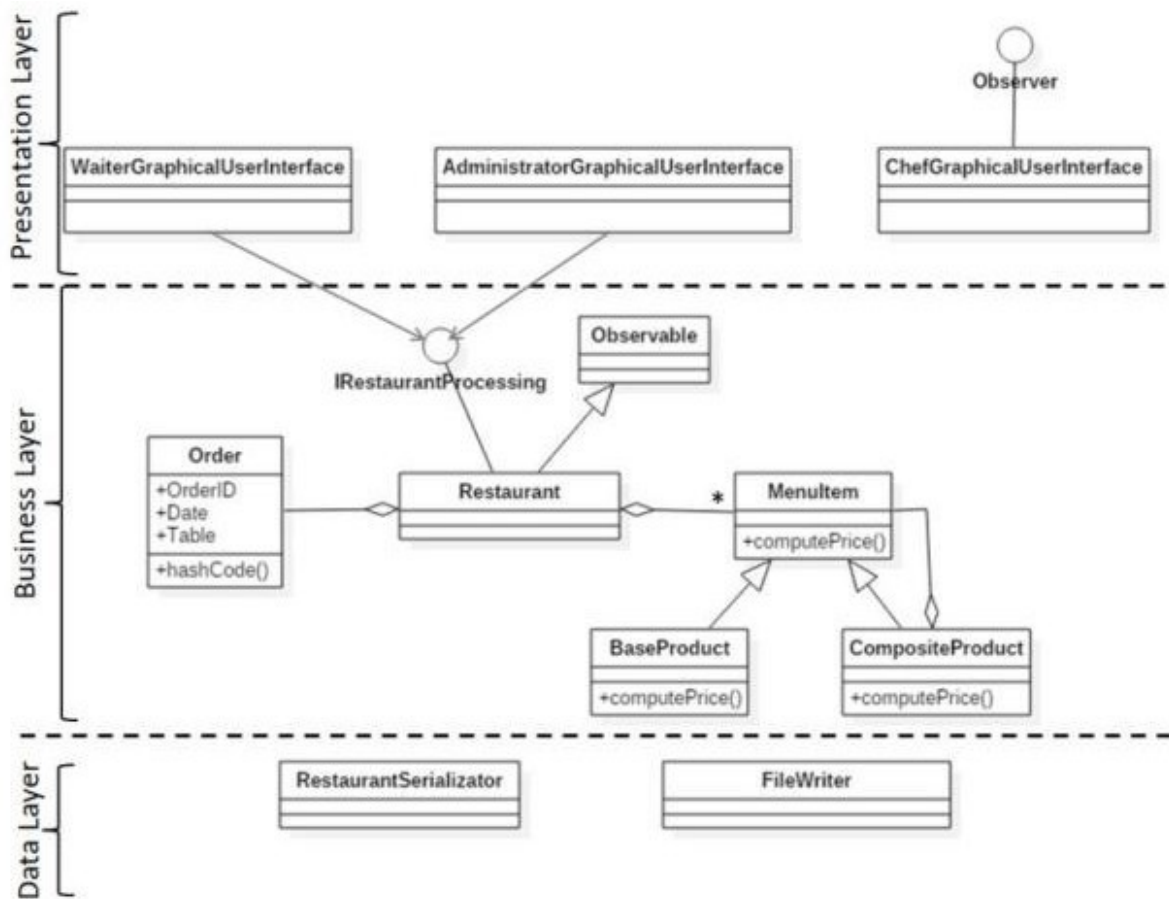 Presentation Layer
Observer
WaiterGraphicalUserInterface
AdministratorGraphicalUserInterface
ChefGraphicalUserInterface
Business Layer
Observable
IRestaurantProcessing
Order
+OrderID
+Date
+Table
+hashCode()
Restaurant
*
MenuItem
+computePrice()
BaseProduct
+computePrice()
CompositeProduct
+computePrice()
Data Layer
RestaurantSerializator
FileWriter